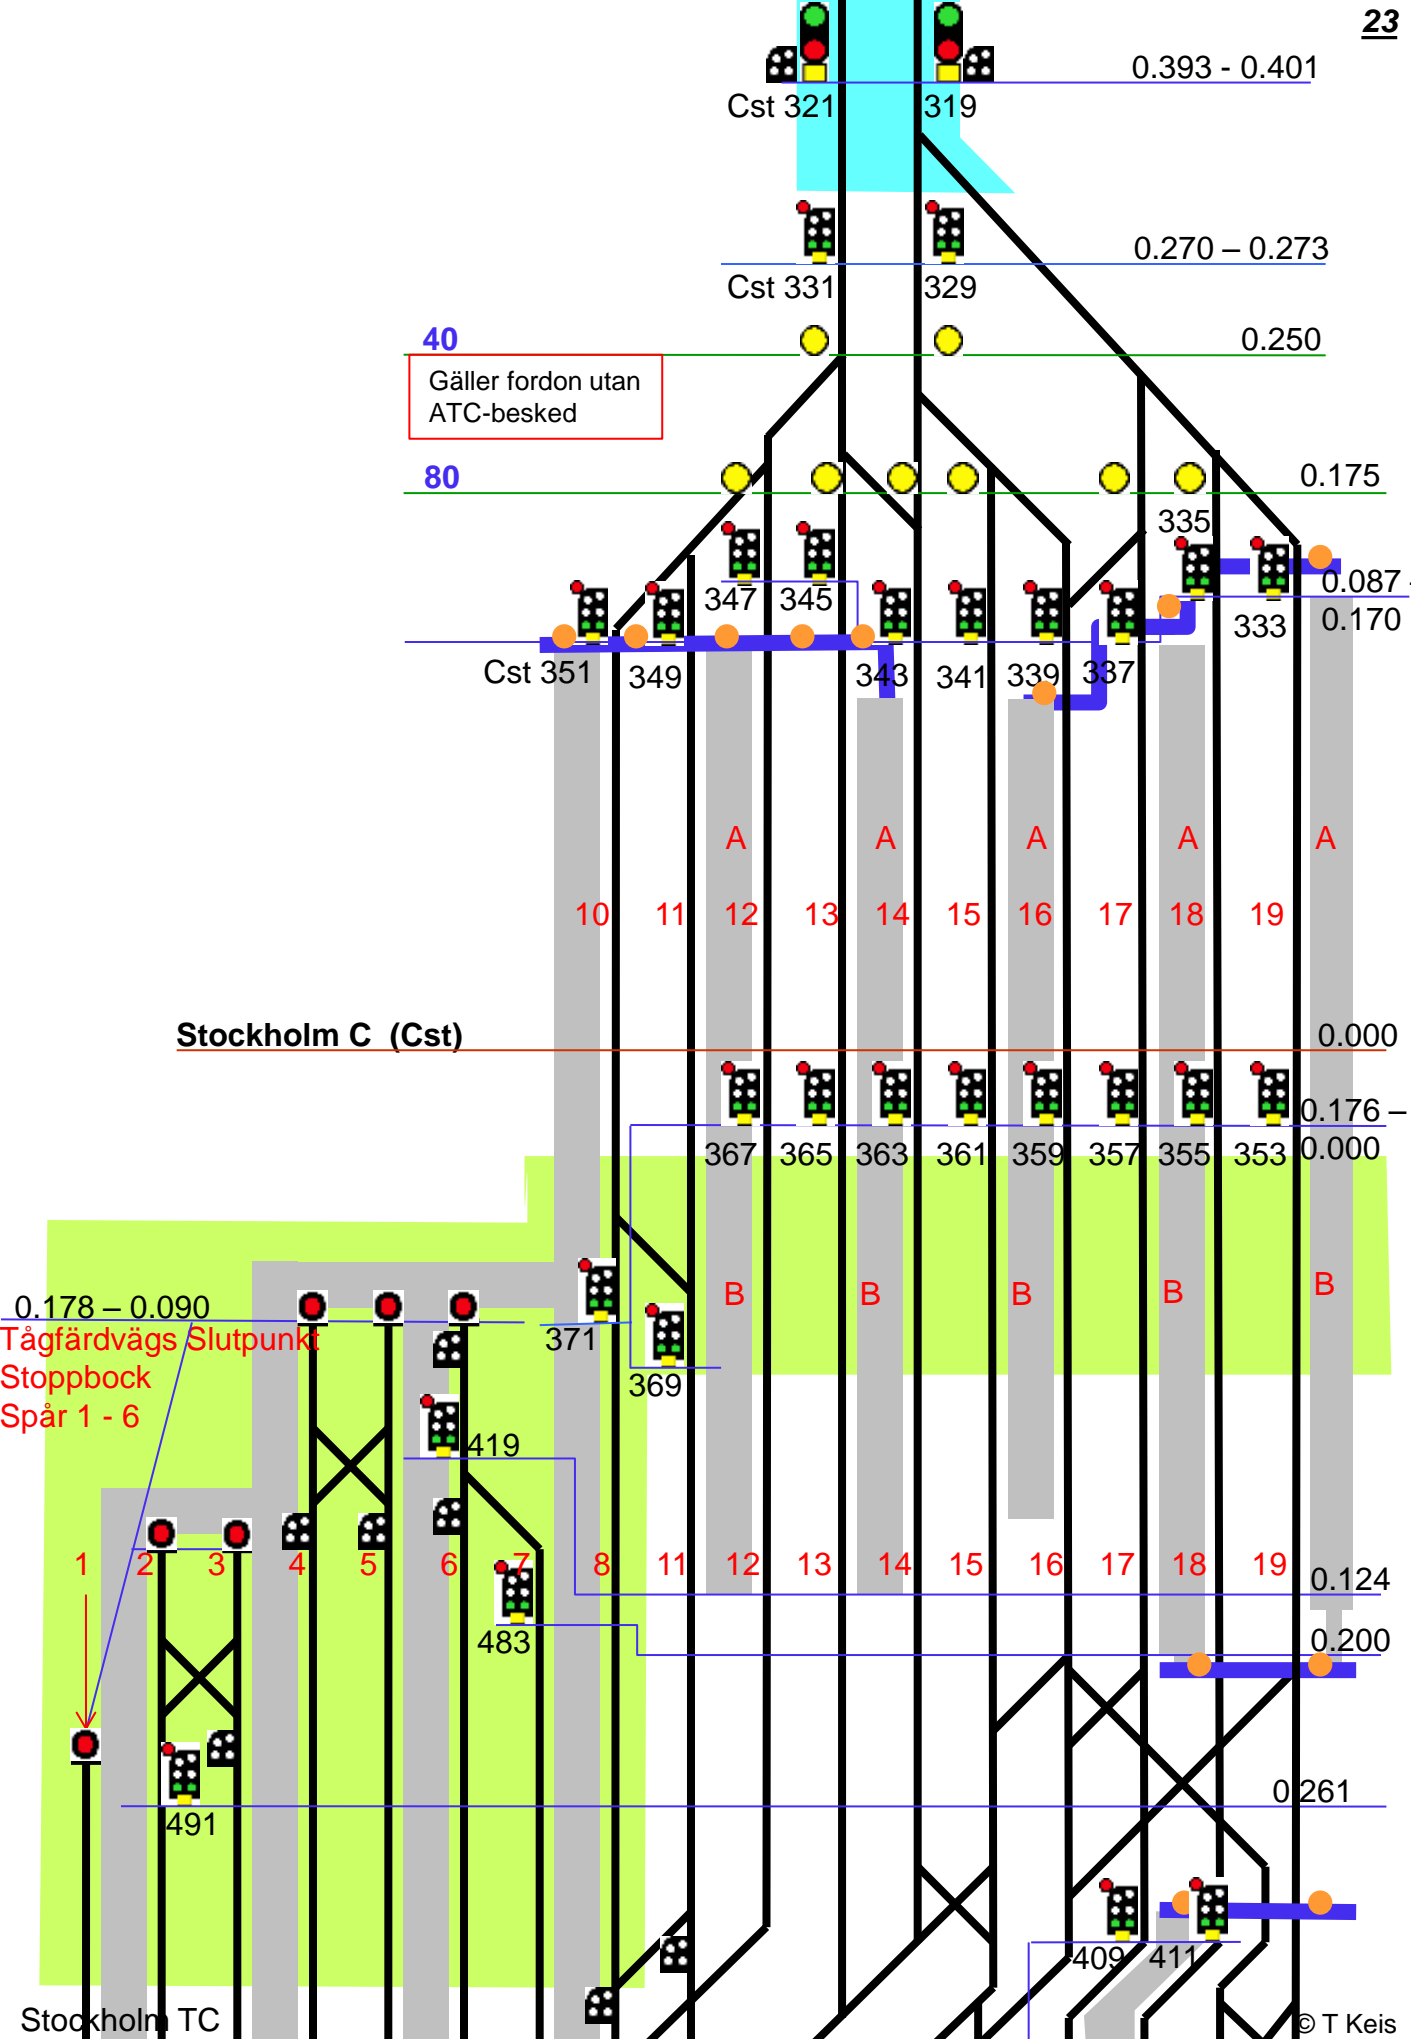 23
0.393 - 0.401
Cst 321
319
0.270 – 0.273
Cst 331
329
40
0.250
Gäller fordon utan
ATC-besked
80
0.175
335
347
345
0.087 -
333
0.170
Cst 351
349
343
341
339
337
A A A A A
10 11 12 13 14 15 16 17 18 19
Stockholm C (Cst)
0.000
0.176 –
367 365 363 361 359 357 355 353
0.000
B B B B B
0.178 – 0.090
Tågfärdvägs Slutpunkt
371
Stoppbock
369
Spår 1 - 6
419
1 2 3 4 5 6 7 8 11 12 13 14 15 16 17 18 19
0.124
483
0.200
0.261
491
409
411
Stockholm TC
© T Keis